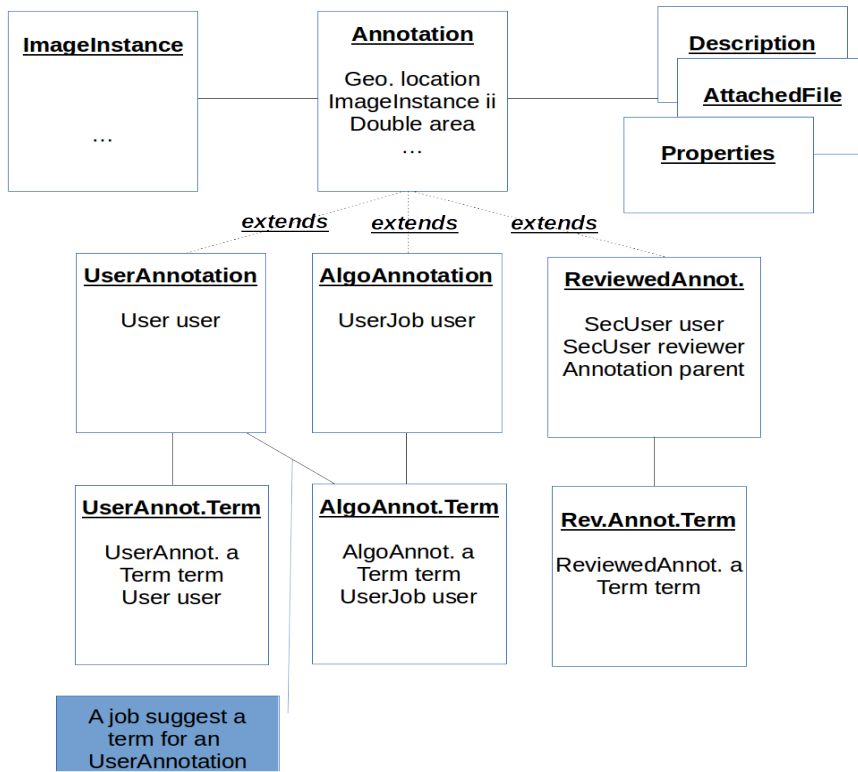 ImageInstance
…
Annotation
Geo. location
ImageInstance ii
Double area
…
Description
AttachedFile
Properties
extends
extends
extends
UserAnnotation
User user
AlgoAnnotation
UserJob user
ReviewedAnnot.
SecUser user
SecUser reviewer
Annotation parent
UserAnnot.Term
UserAnnot. a
Term term
User user
AlgoAnnot.Term
AlgoAnnot. a
Term term
UserJob user
Rev.Annot.Term
ReviewedAnnot. a
Term term
A job suggest a
term for an
UserAnnotation